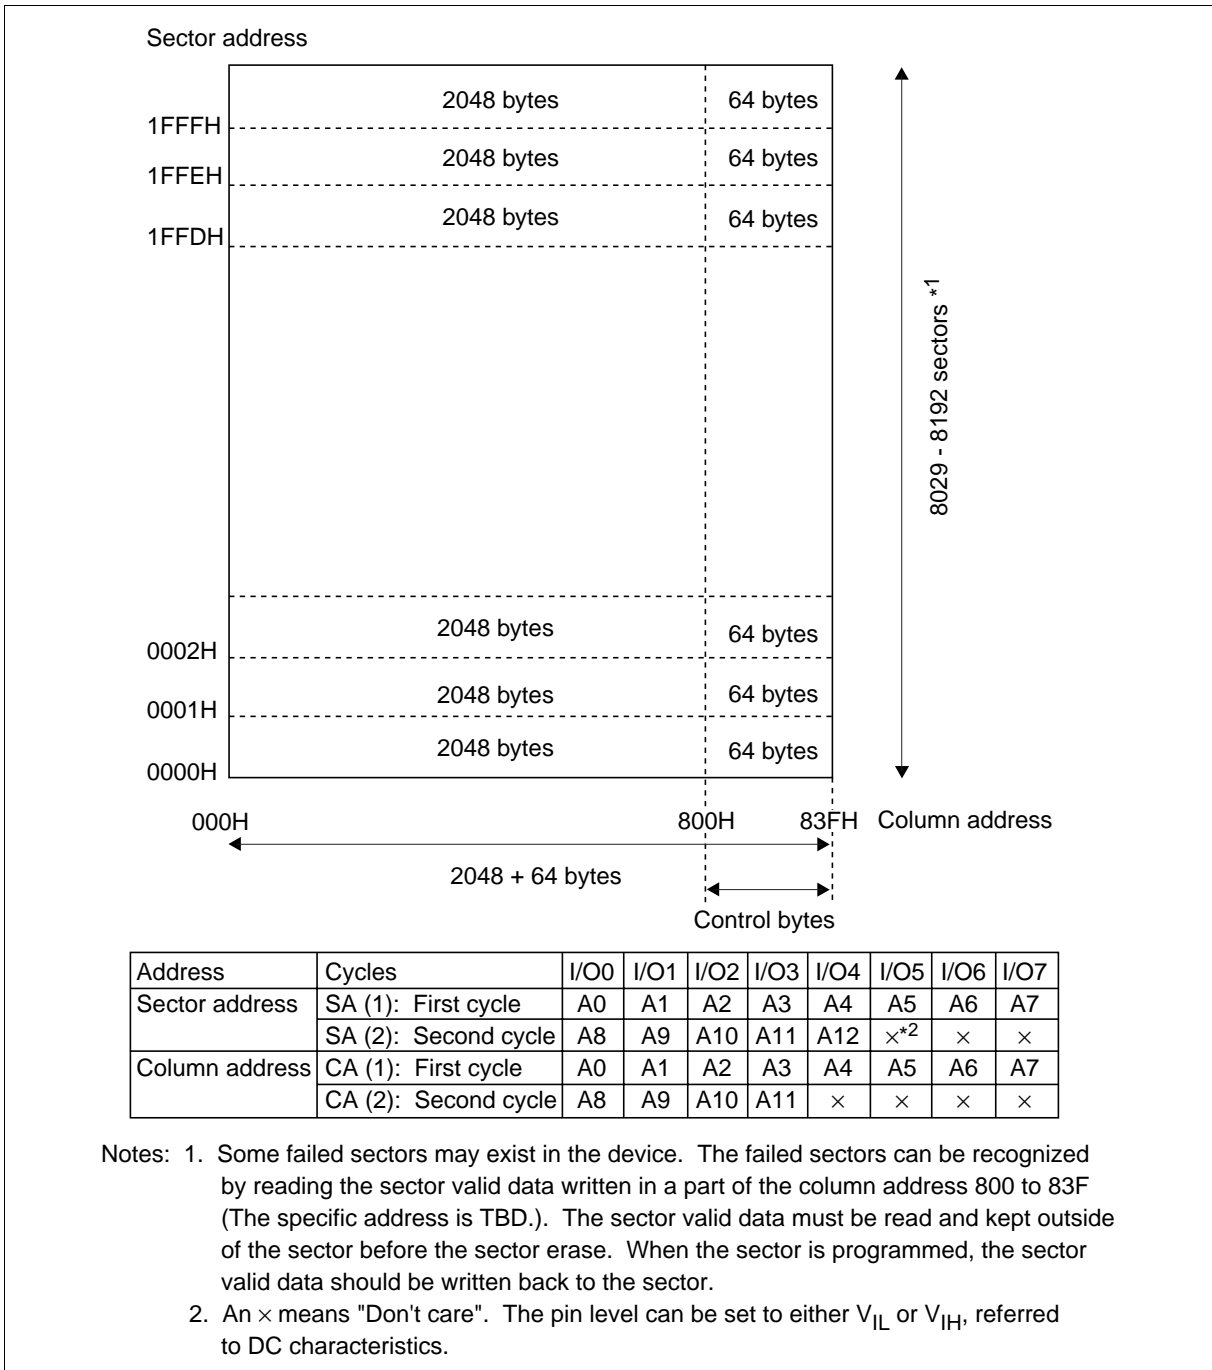 Sector address
2048 bytes 64 bytes
1FFFH
2048 bytes 64 bytes
1FFEH
2048 bytes 64 bytes
1FFDH
8029 - 8192 sectors *1
2048 bytes 64 bytes
0002H
2048 bytes 64 bytes
0001H
2048 bytes 64 bytes
0000H
000H 800H 83FH Column address
2048 + 64 bytes
Control bytes
Address Cycles I/O0 I/O1 I/O2 I/O3 I/O4 I/O5 I/O6 I/O7
Sector address SA (1): First cycle A0 A1 A2 A3 A4 A5 A6 A7
SA (2): Second cycle A8 A9 A10 A11 A12 ×*2 × ×
Column address CA (1): First cycle A0 A1 A2 A3 A4 A5 A6 A7
CA (2): Second cycle A8 A9 A10 A11 × × × ×
Notes: 1. Some failed sectors may exist in the device. The failed sectors can be recognized
by reading the sector valid data written in a part of the column address 800 to 83F
(The specific address is TBD.). The sector valid data must be read and kept outside
of the sector before the sector erase. When the sector is programmed, the sector
valid data should be written back to the sector.
2. An × means "Don't care". The pin level can be set to either VIL or VIH, referred
to DC characteristics.